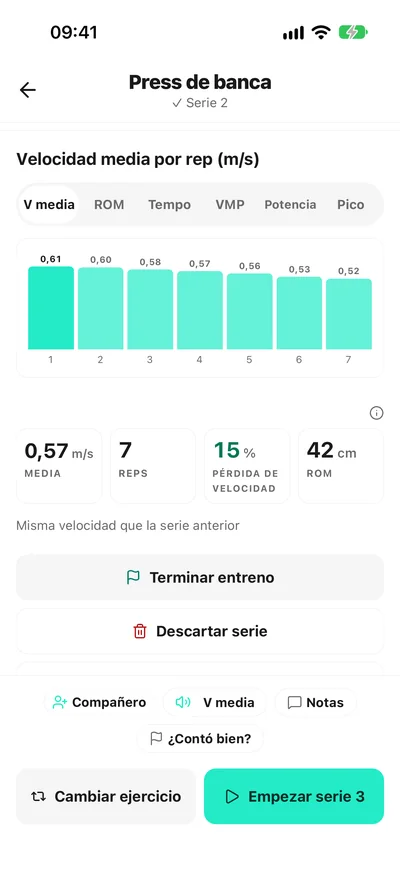 09:41
Press de banca
✓ Serie 2
Velocidad media por rep (m/s)
V media ROM Tempo VMP Potencia Pico
0,61 0,60 0,58 0,57 0,56 0,53 0,52
1 2 3 4 5 6 7
0,57 m/s 7 15 % 42 cm
MEDIA REPS PÉRDIDA DE VELOCIDAD ROM
Misma velocidad que la serie anterior
Terminar entreno
Descartar serie
Compañero V media Notas
¿Contó bien?
Cambiar ejercicio Empezar serie 3